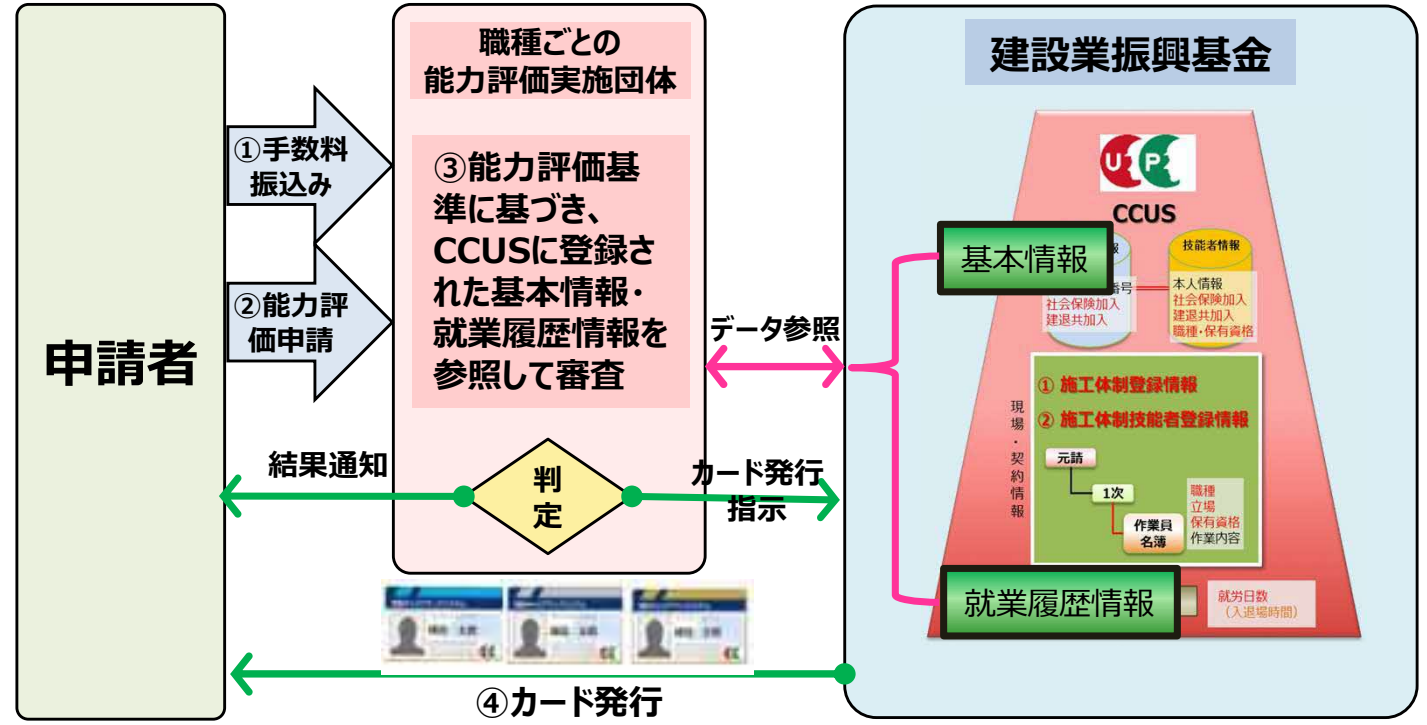 申請者
①手数料
振込み
②能力評
価申請
職種ごとの
能力評価実施団体
③能力評価基
準に基づき、
CCUSに登録さ
れた基本情報・
就業履歴情報を
参照して審査
判
定
結果通知
カード発行
指示
データ参照
④カード発行
建設業振興基金
UP
CCUS
基本情報
報
番号
社会保険加入
建退共加入
技能者情報
本人情報
社会保険加入
建退共加入
職種・保有資格
現場・契約情報
① 施工体制登録情報
② 施工体制技能者登録情報
元請
1次
作業員
名簿
職種
立場
保有資格
作業内容
就業履歴情報
就労日数
（入退場時間）